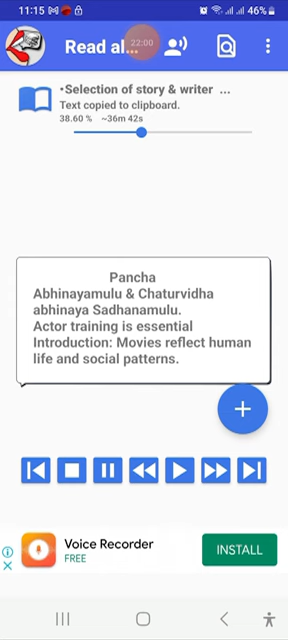 11:15 46%
Read al... 22:00
•Selection of story & writer ...
Text copied to clipboard.
38.60 % ~36m 42s
Pancha
Abhinayamulu & Chaturvidha
abhinaya Sadhanamulu.
Actor training is essential
Introduction: Movies reflect human
life and social patterns.
+
Voice Recorder
FREE
INSTALL